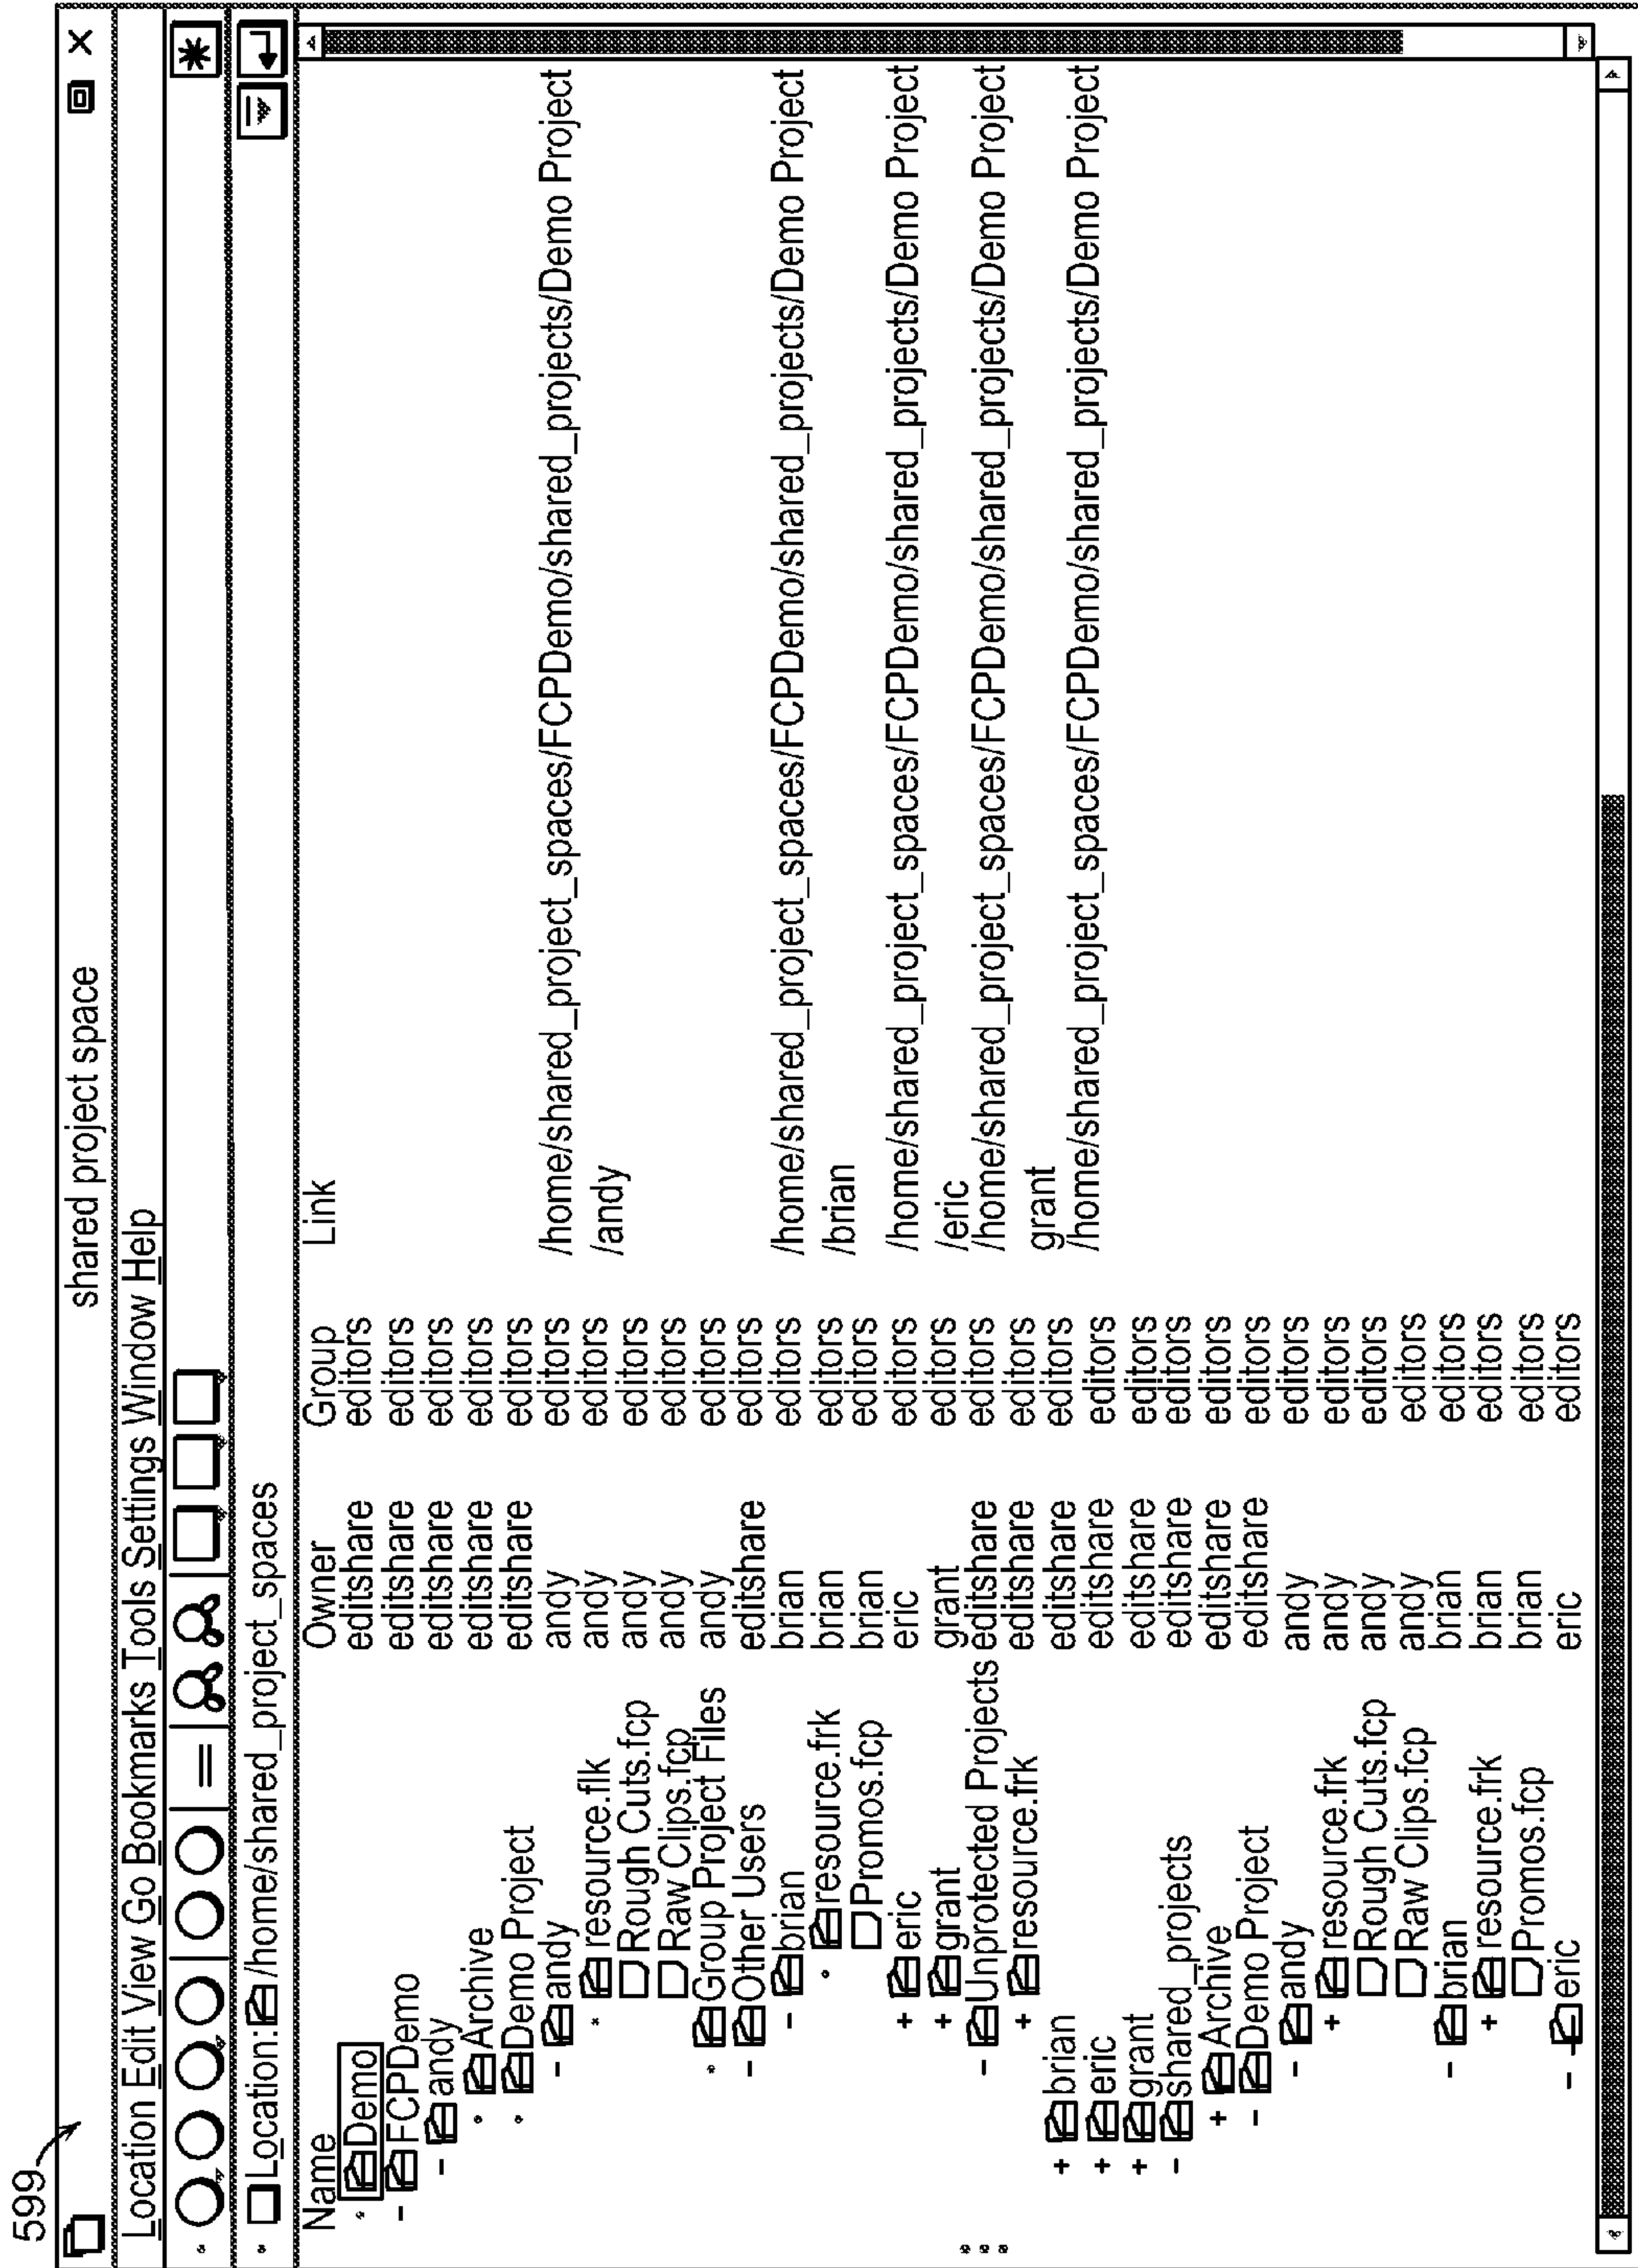 599
shared project space
Location Edit View Go Bookmarks Tools Settings Window Help
Location: /home/shared_project_spaces
Name Owner Group Link
Demo editshare editors
- FCPDemo editshare editors
- andy editshare editors
Archive editshare editors
Demo Project editshare editors
- andy andy editors /home/shared_project_spaces/FCPDemo/shared_projects/Demo Project
resource.flk andy editors /andy
Rough Cuts.fcp andy editors
Raw Clips.fcp andy editors
Group Project Files andy editors
- Other Users editshare editors
- brian brian editors /home/shared_project_spaces/FCPDemo/shared_projects/Demo Project
resource.frk brian editors /brian
Promos.fcp brian editors
+ eric eric editors /home/shared_project_spaces/FCPDemo/shared_projects/Demo Project
+ grant grant editors /eric
- Unprotected Projects editshare editors /home/shared_project_spaces/FCPDemo/shared_projects/Demo Project
+ resource.frk editshare editors grant
+ brian editshare editors /home/shared_project_spaces/FCPDemo/shared_projects/Demo Project
+ eric editshare editors
+ grant editshare editors
- shared_projects editshare editors
+ Archive editshare editors
- Demo Project editshare editors
- andy andy editors
+ resource.frk andy editors
Rough Cuts.fcp andy editors
Raw Clips.fcp andy editors
- brian brian editors
+ resource.frk brian editors
Promos.fcp brian editors
- eric eric editors